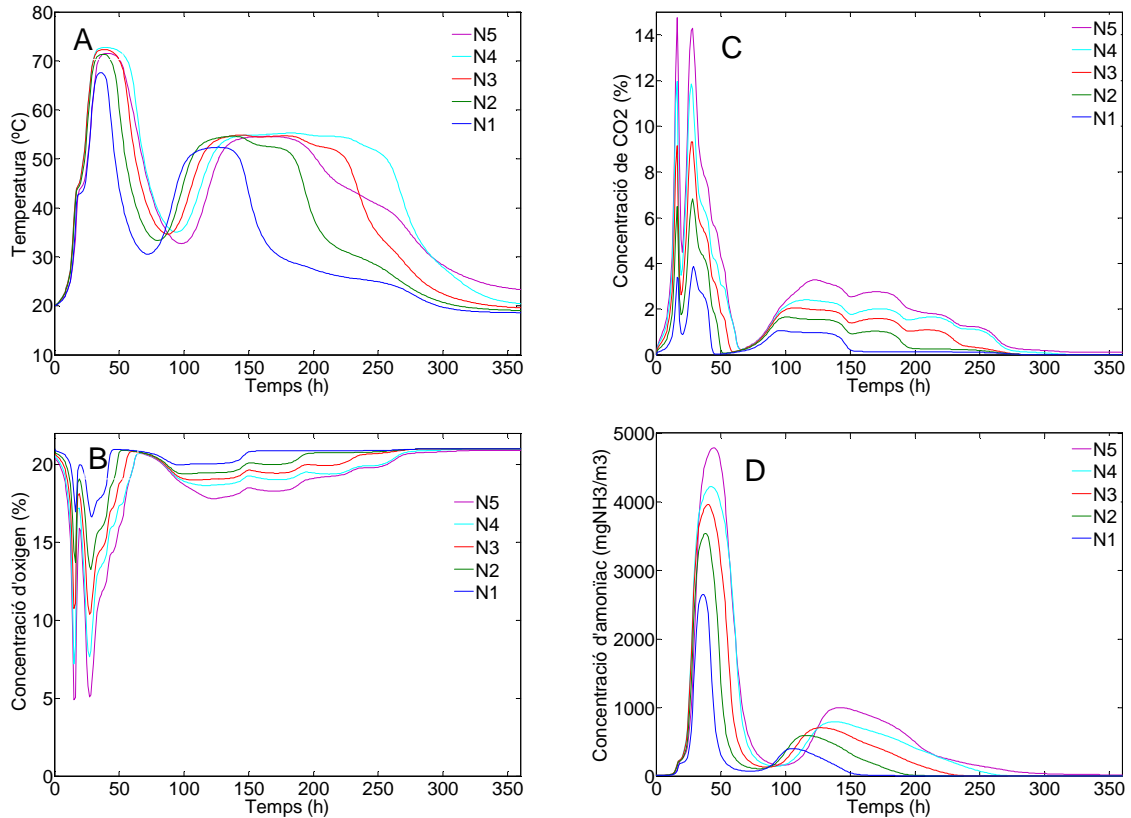 A
Temperatura (ºC)
80
70
60
50
40
30
20
10
0
50
100
150
200
250
300
350
Temps (h)
N5
N4
N3
N2
N1
C
Concentració de CO2 (%)
14
12
10
8
6
4
2
0
0
50
100
150
200
250
300
350
Temps (h)
N5
N4
N3
N2
N1
B
Concentració d'oxigen (%)
20
15
10
5
0
0
50
100
150
200
250
300
350
Temps (h)
N5
N4
N3
N2
N1
D
Concentració d'amonïac (mgNH3/m3)
5000
4000
3000
2000
1000
0
0
50
100
150
200
250
300
350
Temps (h)
N5
N4
N3
N2
N1